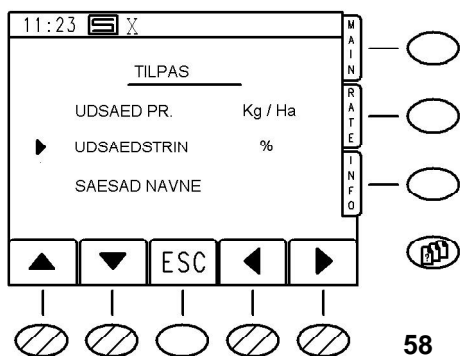 11:23 S X
TILPAS
UDSAED PR. Kg / Ha
UDSAEDSTRIN %
SAESAD NAVNE
MAIN
RATE
INFO
ESC
58